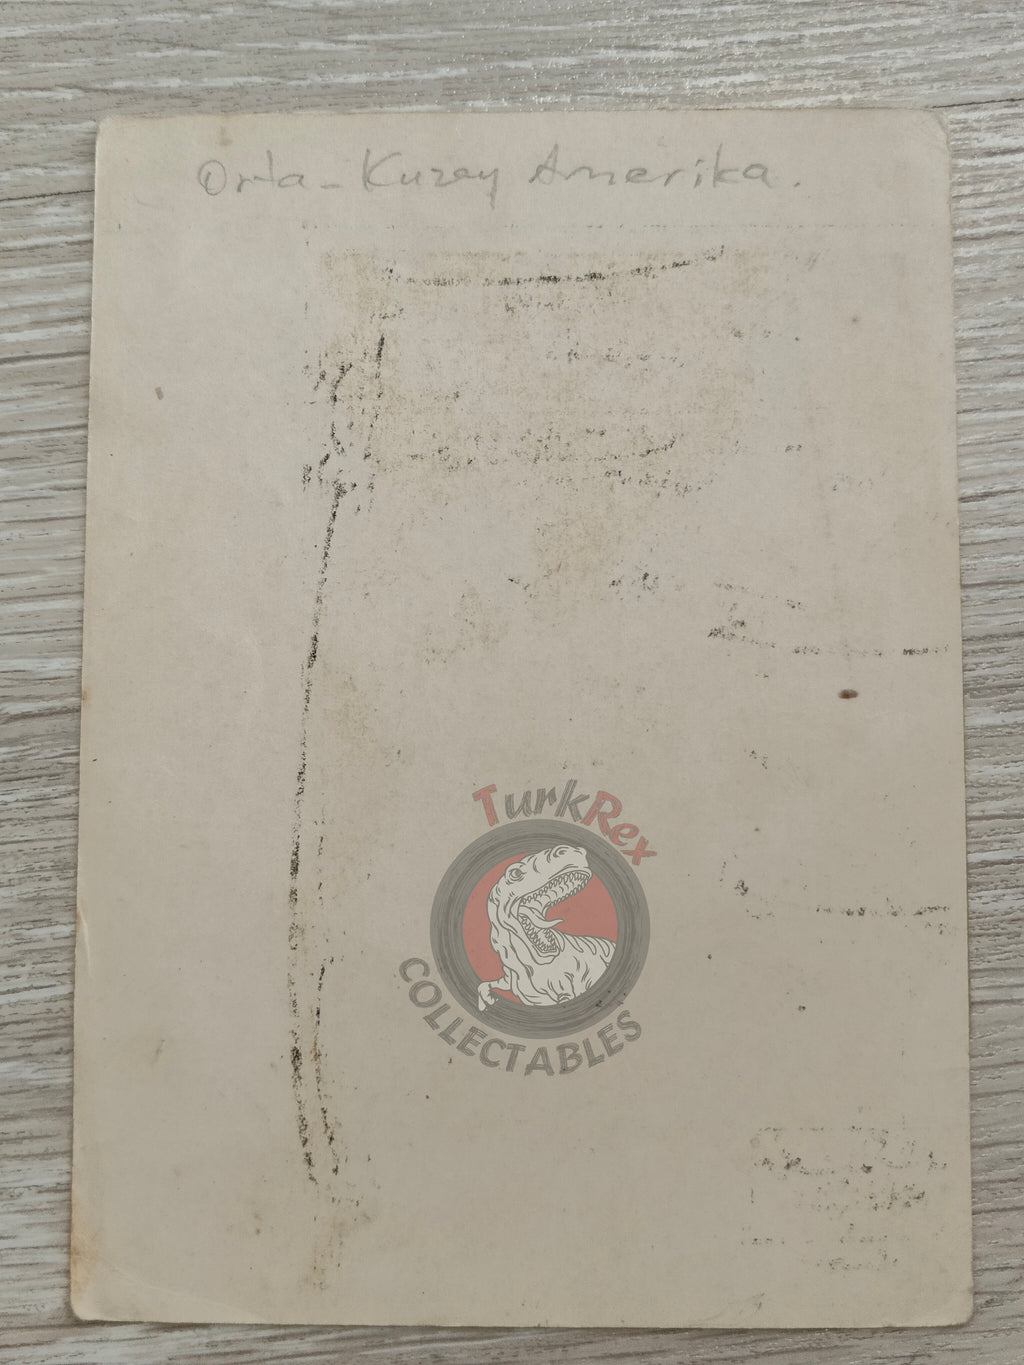 Orta - Kuzey Amerika.
TurkRex
COLLECTABLES